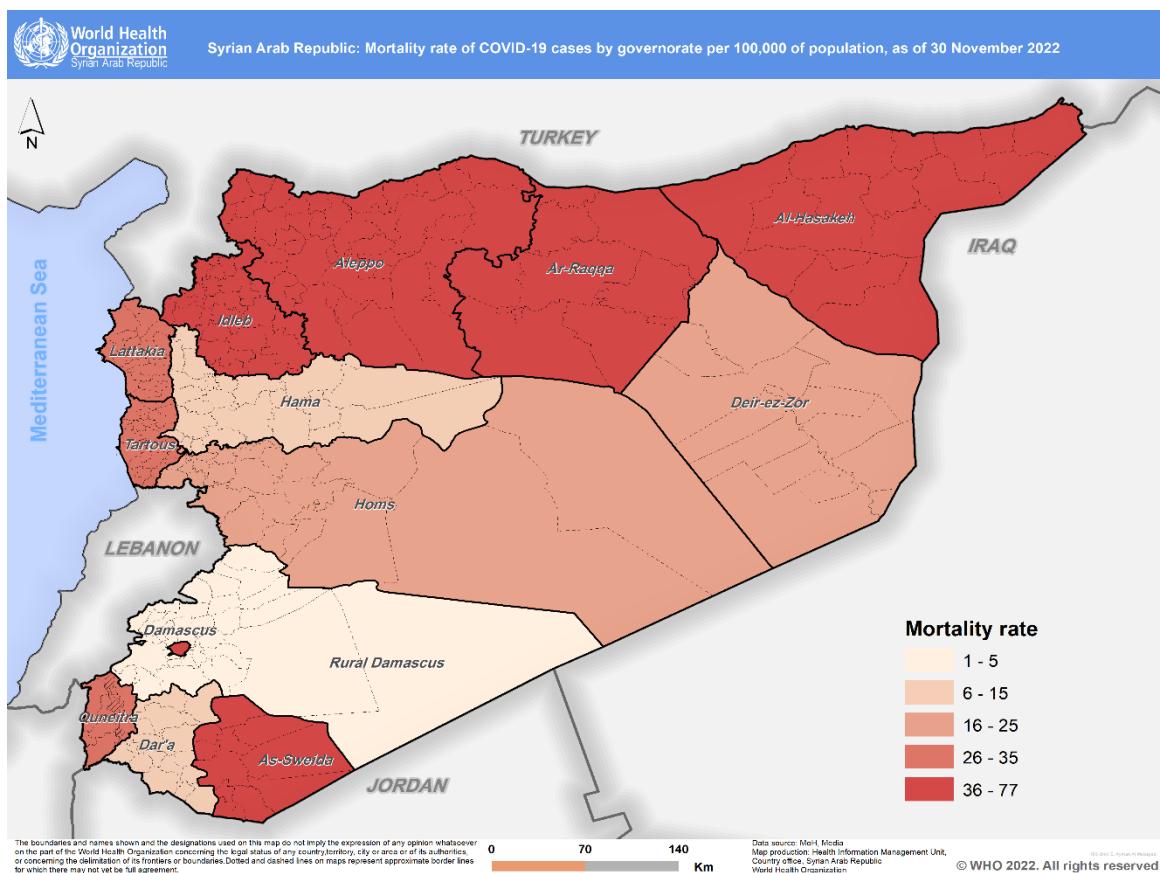 World Health
Organization
Syrian Arab Republic
Syrian Arab Republic: Mortality rate of COVID-19 cases by governorate per 100,000 of population, as of 30 November 2022
N
TURKEY
Al-Hasakeh
IRAQ
Aleppo
Ar-Raqqa
Idleb
Mediterranean Sea
Lattakia
Hama
Deir-ez-Zor
Tartous
Homs
LEBANON
Damascus
Rural Damascus
Quneitra
Dar'a
As-Sweida
JORDAN
Mortality rate
1 - 5
6 - 15
16 - 25
26 - 35
36 - 77
The boundaries and names shown and the designations used on this map do not imply the expression of any opinion whatsoever
on the part of the World Health Organization concerning the legal status of any country,territory, city or area or of its authorities,
or concerning the delimitation of its frontiers or boundaries.Dotted and dashed lines on maps represent approximate border lines
for which there may not yet be full agreement.
0 70 140
Km
Data source: MoH, Media
Map production: Health Information Management Unit,
Country office, Syrian Arab Republic
World Health Organization
© WHO 2022. All rights reserved